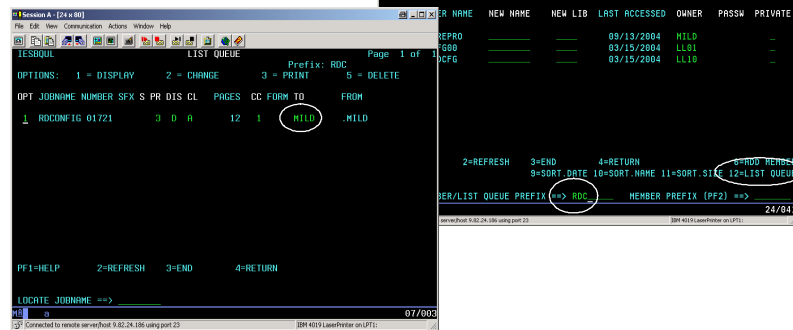 Session A - [24 x 80]
File Edit View Communication Actions Window Help
IESBQUL LIST QUEUE Page 1 of 1
Prefix: RDC
OPTIONS: 1 = DISPLAY 2 = CHANGE 3 = PRINT 5 = DELETE
OPT JOBNAME NUMBER SFX S PR DIS CL PAGES CC FORM TO FROM
1 RDCONFIG 01721 3 D A 12 1 MILD .MILD
PF1=HELP 2=REFRESH 3=END 4=RETURN
LOCATE JOBNAME ==> ________
MA a 07/003
Connected to remote server/host 9.82.24.186 using port 23 IBM 4019 LaserPrinter on LPT1:
ER NAME NEW NAME NEW LIB LAST ACCESSED OWNER PASSW PRIVATE
REPRO ________ ____ 09/13/2004 MILD _
FG00 ________ ____ 03/15/2004 LL01 _
DCFG ________ ____ 03/15/2004 LL10 _
2=REFRESH 3=END 4=RETURN 6=ADD MEMBE
9=SORT.DATE 10=SORT.NAME 11=SORT.SIZE 12=LIST QUEU
BER/LIST QUEUE PREFIX ==> RDC_____ MEMBER PREFIX (PF2) ==> ________
24/04
server/host 9.82.24.186 using port 23 IBM 4019 LaserPrinter on LPT1: